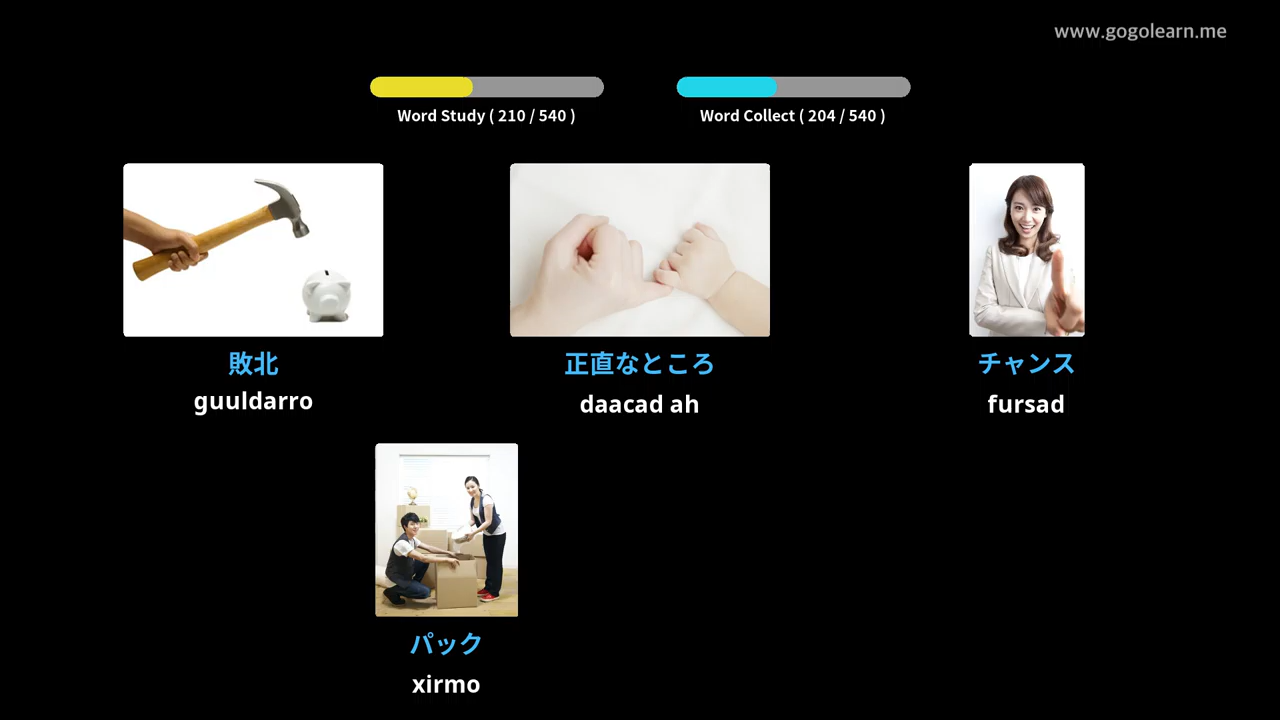 www.gogolearn.me
Word Study ( 210 / 540 )
Word Collect ( 204 / 540 )
敗北
guuldarro
正直なところ
daacad ah
チャンス
fursad
パック
xirmo